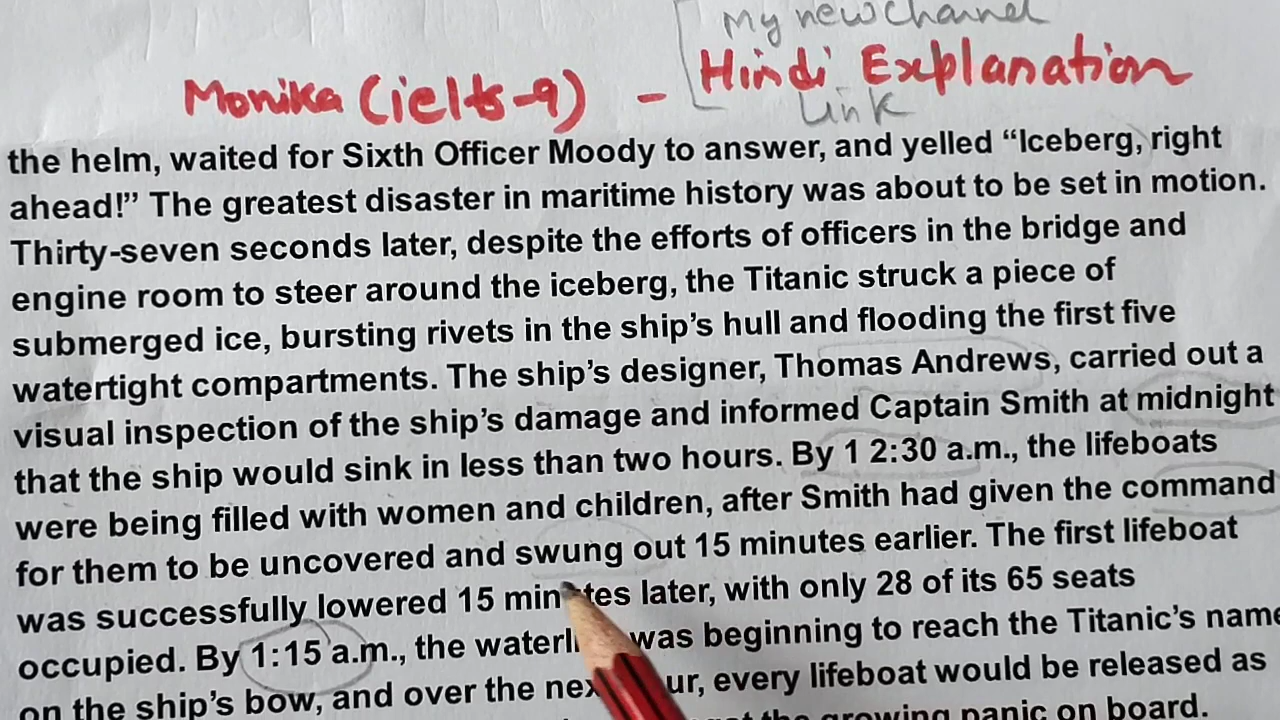 My new channel
Monika (ielts-9) - Hindi Explanation
Link
the helm, waited for Sixth Officer Moody to answer, and yelled “Iceberg, right
ahead!” The greatest disaster in maritime history was about to be set in motion.
Thirty-seven seconds later, despite the efforts of officers in the bridge and
engine room to steer around the iceberg, the Titanic struck a piece of
submerged ice, bursting rivets in the ship’s hull and flooding the first five
watertight compartments. The ship’s designer, Thomas Andrews, carried out a
visual inspection of the ship’s damage and informed Captain Smith at midnight
that the ship would sink in less than two hours. By 1 2:30 a.m., the lifeboats
were being filled with women and children, after Smith had given the command
for them to be uncovered and swung out 15 minutes earlier. The first lifeboat
was successfully lowered 15 minutes later, with only 28 of its 65 seats
occupied. By 1:15 a.m., the was beginning to reach the Titanic’s name
on the ship’s bow, and over the every lifeboat would be released as
the growing panic on board.